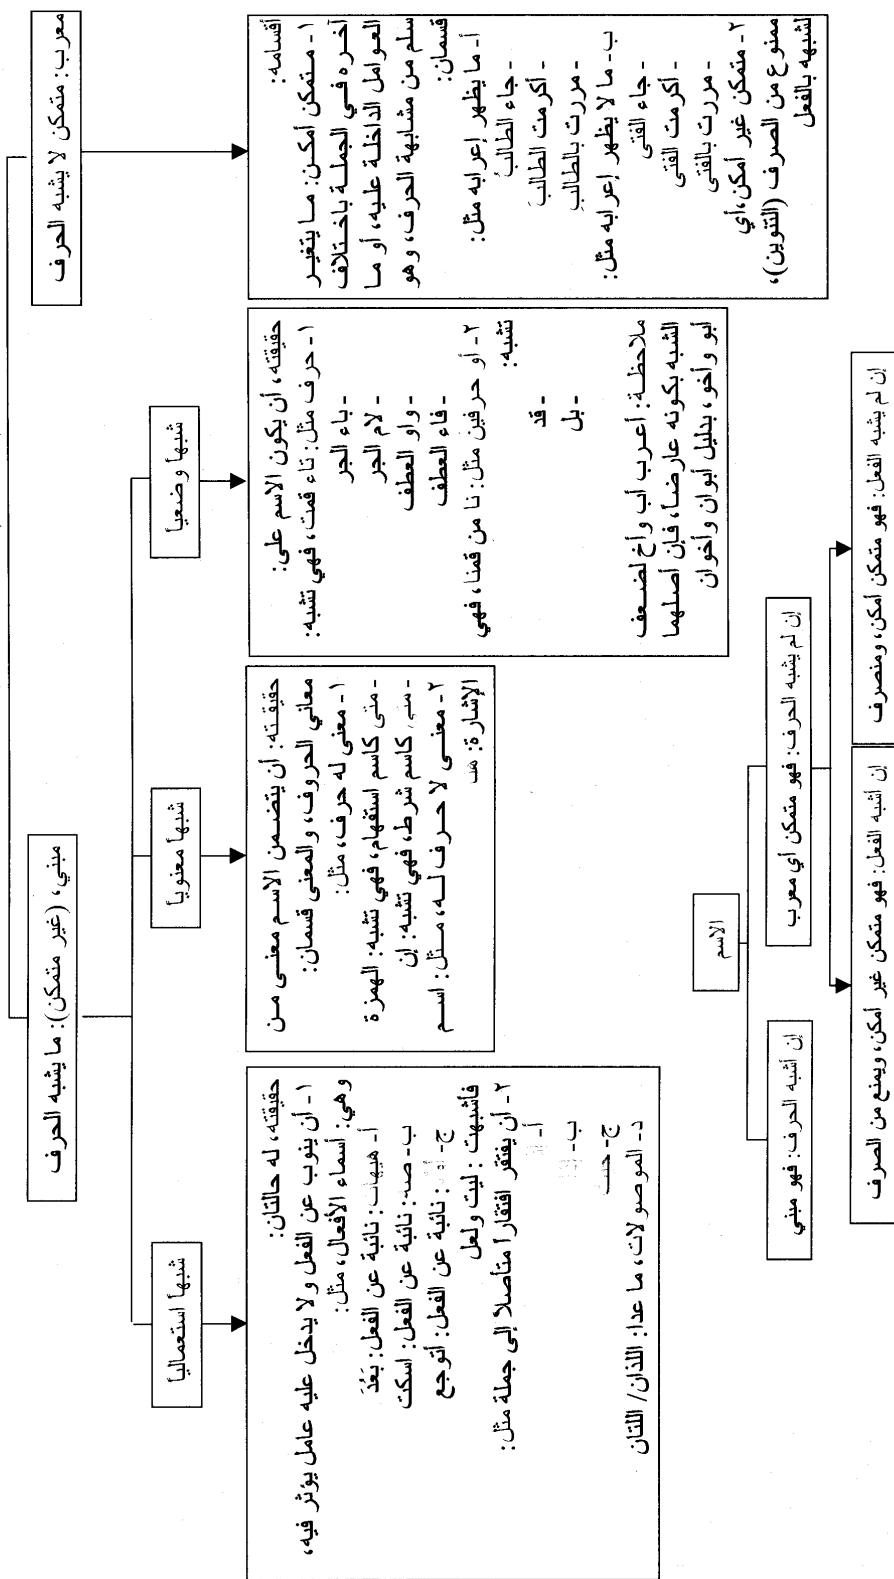 معرب: متمكن لا يشبه الحرف
أقسامه:
١- متمكن أمكن: ما يتغير
آخره في الجملة باختلاف
العوامل الداخلة عليه، أو ما
سلم من مشابهة الحرف، وهو
قسمان:
أ- ما يظهر إعرابه مثل:
- جاء الطالبُ
- أكرمت الطالبَ
- مررت بالطالبِ
ب- ما لا يظهر إعرابه مثل:
- جاء الفتى
- أكرمت الفتى
- مررت بالفتى
٢- متمكن غير أمكن، أي
ممنوع من الصرف (التنوين)،
لشبهه بالفعل
مبني، (غير متمكن): ما يشبه الحرف
شبهاً وضعياً
حقيقته، أن يكون الاسم على:
١- حرف مثل: تاء قمت، فهي تشبه:
- باء الجر
- لام الجر
- واو العطف
- فاء العطف
٢- أو حرفين مثل: نا من قمنا، فهي
تشبه:
- قد
- بل
ملاحظة: أعرب أب وأخ لضعف
الشبه بكونه عارضاً، فإن أصلهما
أبو وأخو، بدليل أبوان وأخوان
شبهاً معنوياً
حقيقته: أن يتضمن الاسم معنى من
معاني الحروف، والمعنى قسمان:
١- معنى له حرف، مثل:
- متى كاسم استفهام، فهي تشبه: الهمزة
- متى كاسم شرط، فهي تشبه: إن
٢- معنى لا حرف له، مثل: اسم
الإشارة:
شبهاً استعمالياً
حقيقته، له حالتان:
١- أن ينوب عن الفعل ولا يدخل عليه عامل يؤثر فيه،
وهي: أسماء الأفعال، مثل:
أ- هيهات: نائبة عن الفعل: بَعُدَ
ب- صه: نائبة عن الفعل: اسكت
ج- : نائبة عن الفعل: أتوجع
فأشبهت: ليت ولعل
٢- أن يفتقر افتقاراً متأصلاً إلى جملة مثل:
أ-
ب-
ج-
د- الموصولات، ما عدا: اللذان/ اللتان
الاسم
إن لم يشبه الحرف: فهو متمكن أي معرب
إن أشبه الحرف: فهو مبني
إن لم يشبه الفعل: فهو متمكن أمكن، ومنصرف
إن أشبه الفعل: فهو متمكن غير أمكن، ويمنع من الصرف